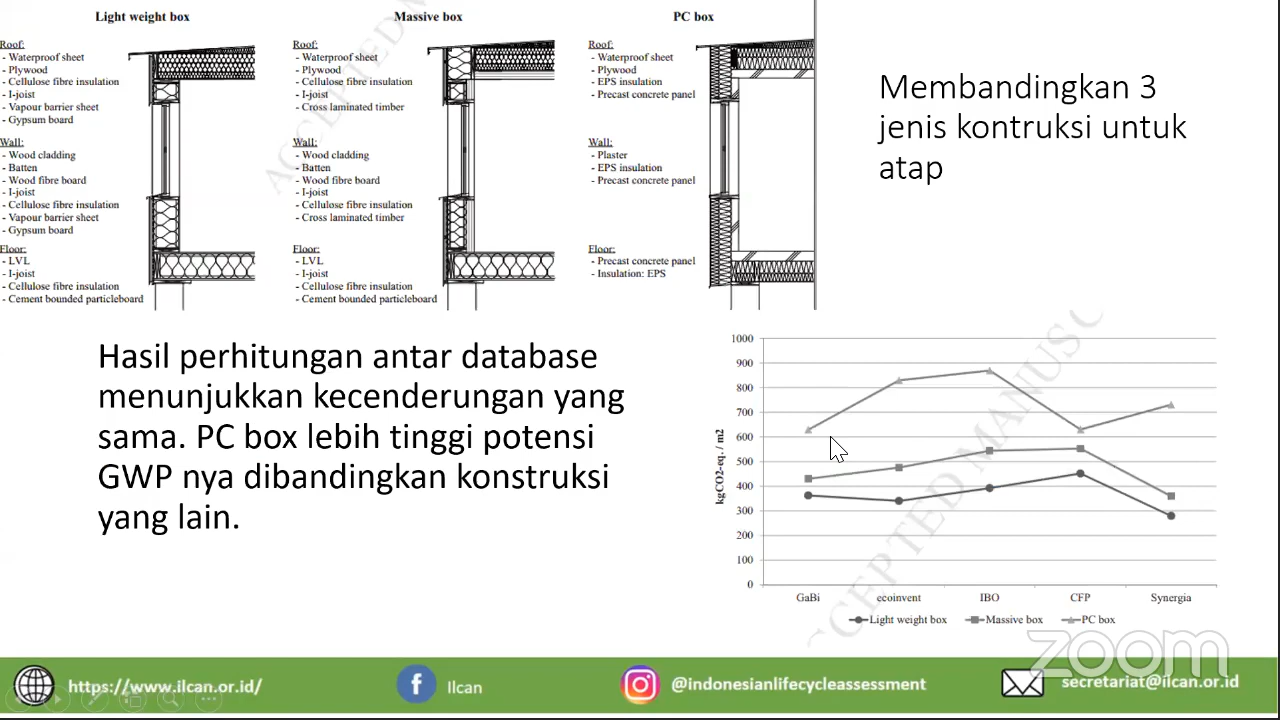 Light weight box
Roof:
- Waterproof sheet
- Plywood
- Cellulose fibre insulation
- I-joist
- Vapour barrier sheet
- Gypsum board
Wall:
- Wood cladding
- Batten
- Wood fibre board
- I-joist
- Cellulose fibre insulation
- Vapour barrier sheet
- Gypsum board
Floor:
- LVL
- I-joist
- Cellulose fibre insulation
- Cement bounded particleboard
Massive box
Roof:
- Waterproof sheet
- Plywood
- Cellulose fibre insulation
- I-joist
- Cross laminated timber
Wall:
- Wood cladding
- Batten
- Wood fibre board
- I-joist
- Cellulose fibre insulation
- Cross laminated timber
Floor:
- LVL
- I-joist
- Cellulose fibre insulation
- Cement bounded particleboard
PC box
Roof:
- Waterproof sheet
- Plywood
- EPS insulation
- Precast concrete panel
Wall:
- Plaster
- EPS insulation
- Precast concrete panel
Floor:
- Precast concrete panel
- Insulation: EPS
ACCEPTED M
Membandingkan 3
jenis kontruksi untuk
atap
Hasil perhitungan antar database
menunjukkan kecenderungan yang
sama. PC box lebih tinggi potensi
GWP nya dibandingkan konstruksi
yang lain.
kgCO2-eq. / m2
1000
900
800
700
600
500
400
300
200
100
0
GaBi ecoinvent IBO CFP Synergia
Light weight box Massive box PC box
CCEPTED MANUSC
zoom
https://www.ilcan.or.id/ Ilcan @indonesianlifecycleassessment secretariat@ilcan.or.id